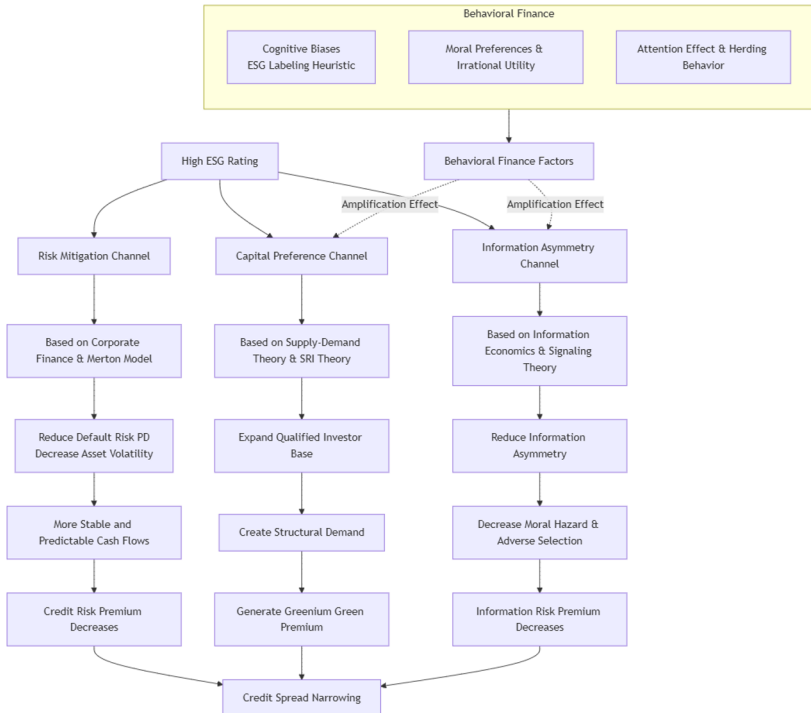 Behavioral Finance
Cognitive Biases
ESG Labeling Heuristic
Moral Preferences &
Irrational Utility
Attention Effect & Herding
Behavior
High ESG Rating
Behavioral Finance Factors
Amplification Effect
Amplification Effect
Risk Mitigation Channel
Capital Preference Channel
Information Asymmetry
Channel
Based on Corporate
Finance & Merton Model
Based on Supply-Demand
Theory & SRI Theory
Based on Information
Economics & Signaling
Theory
Reduce Default Risk PD
Decrease Asset Volatility
Expand Qualified Investor
Base
Reduce Information
Asymmetry
More Stable and
Predictable Cash Flows
Create Structural Demand
Decrease Moral Hazard &
Adverse Selection
Credit Risk Premium
Decreases
Generate Greenium Green
Premium
Information Risk Premium
Decreases
Credit Spread Narrowing